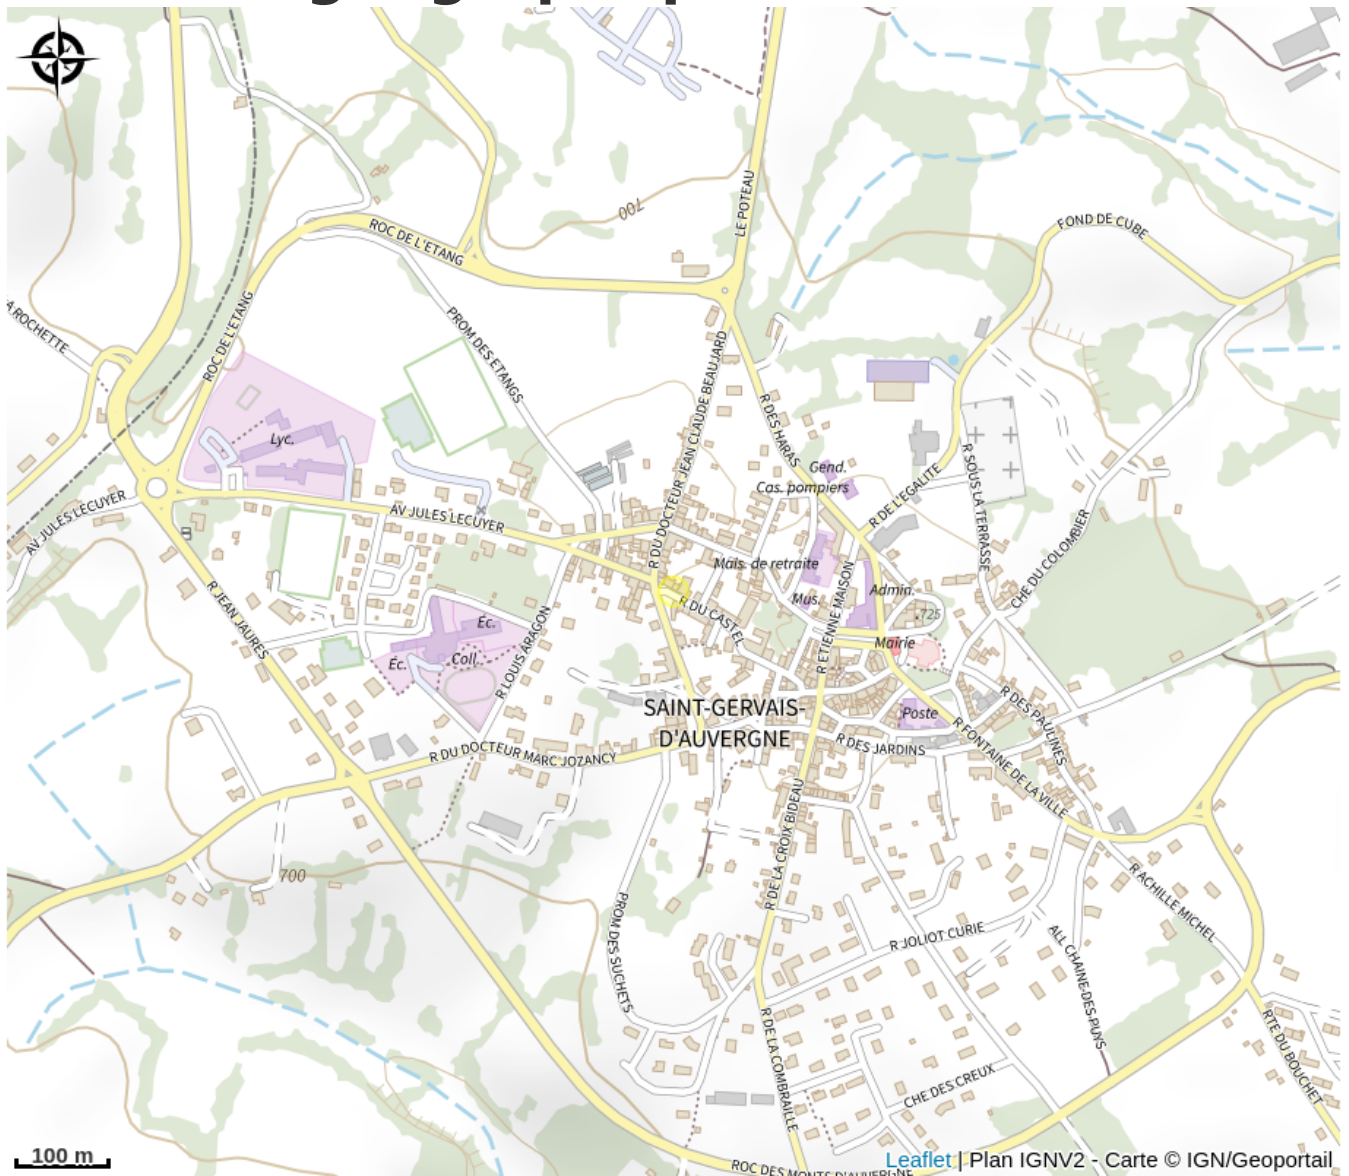 700
LE POTEAU
FOND DE CUBE
ROC DE L'ETANG
ROC DE L'ETANG
A ROCHETTE
PROM DES ETANGS
R DU DOCTEUR JEAN CLAUDE BEAUJARD
R DES HARAS
Lyc.
Gend.
Cas. pompiers
R DE L'EGALITE
R SOUS LA TERRASSE
AV JULES LECUYER
AV JULES LECUYER
CHE DU COLOMBIER
Mais. de retraite
R JEAN JAURES
Mus.
R ETIENNE MAISON
Admin.
725
R DU CASTEL
Éc.
Éc.
Coll.
R LOUIS ARAGON
Mairie
SAINT-GERVAIS-
D'AUVERGNE
Poste
R DES PAULINES
R DES JARDINS
R FONTAINE DE LA VILLE
R DU DOCTEUR MARC JOZANCY
R DE LA CROIX BIDEAU
700
PROM DES SUCHETS
R ACHILLE MICHEL
R JOLIOT CURIE
ALL CHAINE-DES-PUYS
R DE LA COMBRAILLE
RTE DU BOUCHET
CHE DES CREUX
100 m
ROC DES MONTS D'AUVERGNE
Leaflet | Plan IGNV2 - Carte © IGN/Geoportail